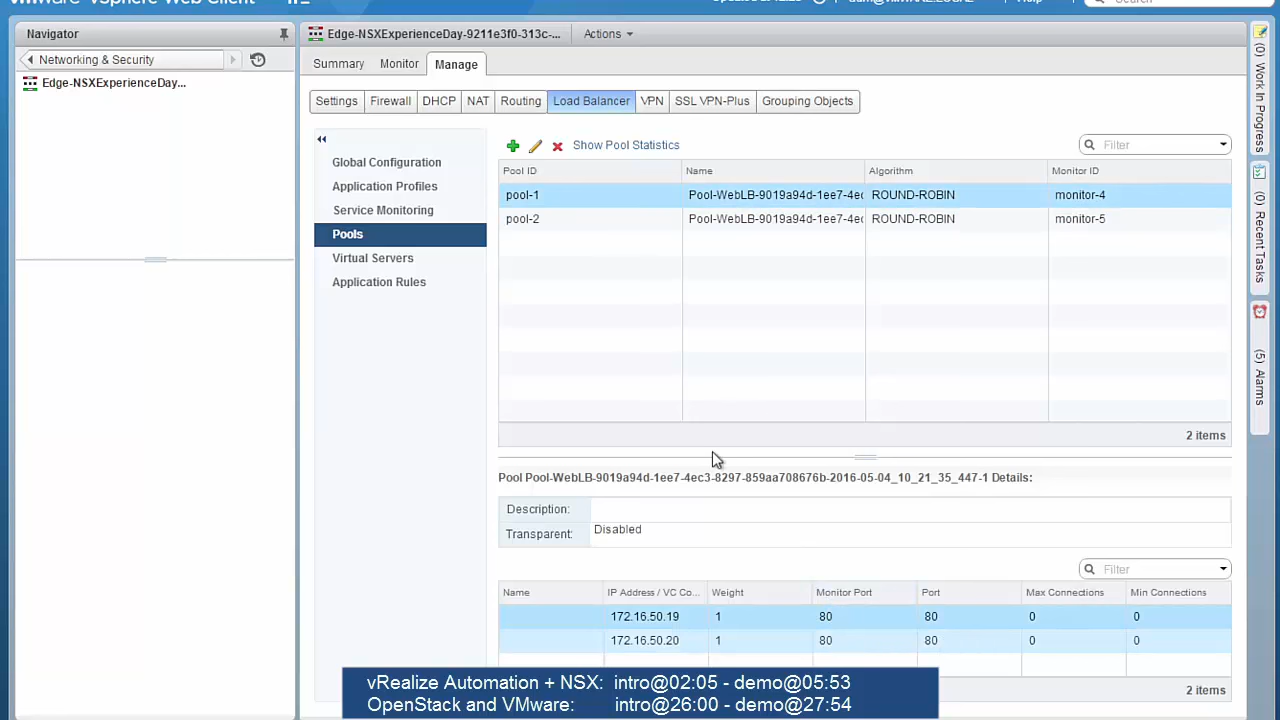 vmware vSphere Web Client
Help
Search
Navigator
Networking & Security
Edge-NSXExperienceDay...
Edge-NSXExperienceDay-9211e3f0-313c-...
Actions
Summary
Monitor
Manage
Settings
Firewall
DHCP
NAT
Routing
Load Balancer
VPN
SSL VPN-Plus
Grouping Objects
Global Configuration
Application Profiles
Service Monitoring
Pools
Virtual Servers
Application Rules
Show Pool Statistics
Filter
Pool ID Name Algorithm Monitor ID
pool-1 Pool-WebLB-9019a94d-1ee7-4ec ROUND-ROBIN monitor-4
pool-2 Pool-WebLB-9019a94d-1ee7-4ec ROUND-ROBIN monitor-5
2 items
Pool Pool-WebLB-9019a94d-1ee7-4ec3-8297-859aa708676b-2016-05-04_10_21_35_447-1 Details:
Description:
Transparent: Disabled
Filter
Name IP Address / VC Co... Weight Monitor Port Port Max Connections Min Connections
172.16.50.19 1 80 80 0 0
172.16.50.20 1 80 80 0 0
2 items
(0) Work In Progress
(0) Recent Tasks
(5) Alarms
vRealize Automation + NSX: intro@02:05 - demo@05:53
OpenStack and VMware: intro@26:00 - demo@27:54